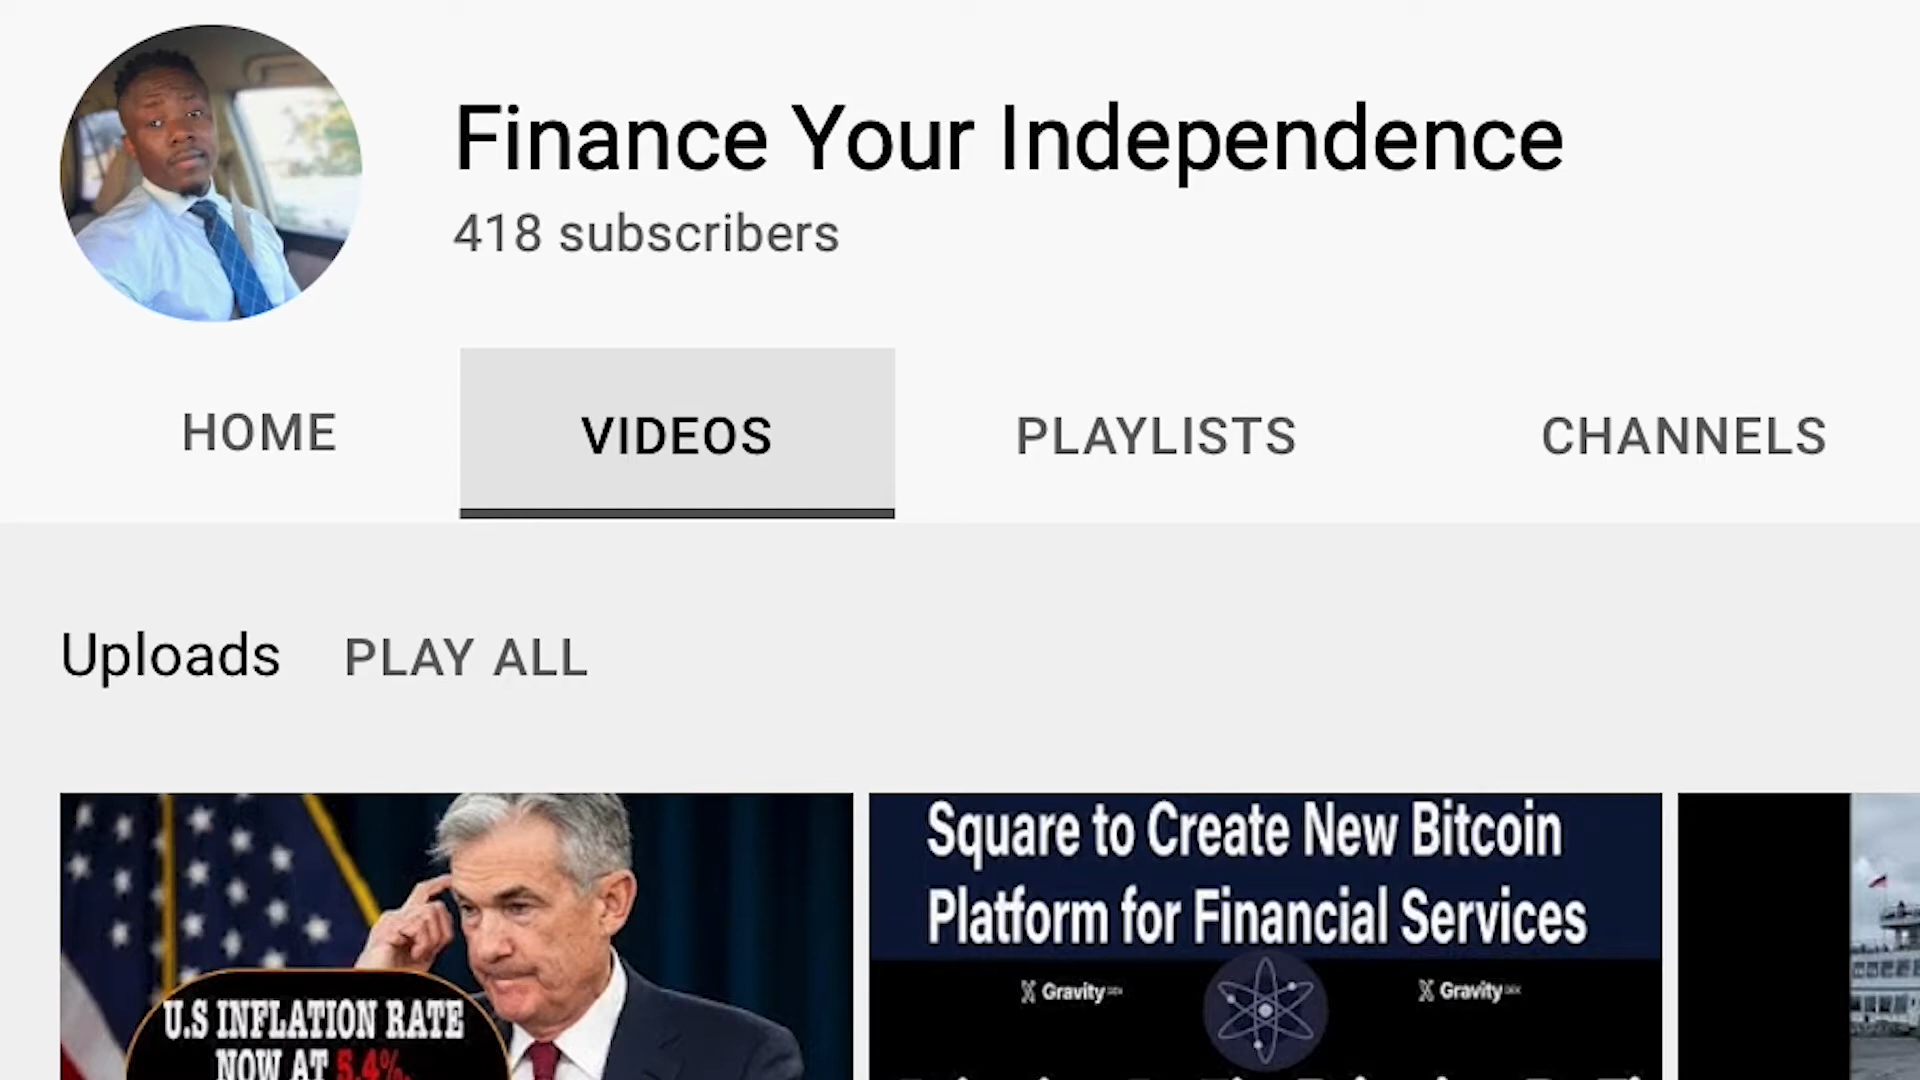 Finance Your Independence
418 subscribers
HOME
VIDEOS
PLAYLISTS
CHANNELS
Uploads
PLAY ALL
U.S INFLATION RATE
NOW AT 5.4%.
Square to Create New Bitcoin
Platform for Financial Services
Gravity
Gravity